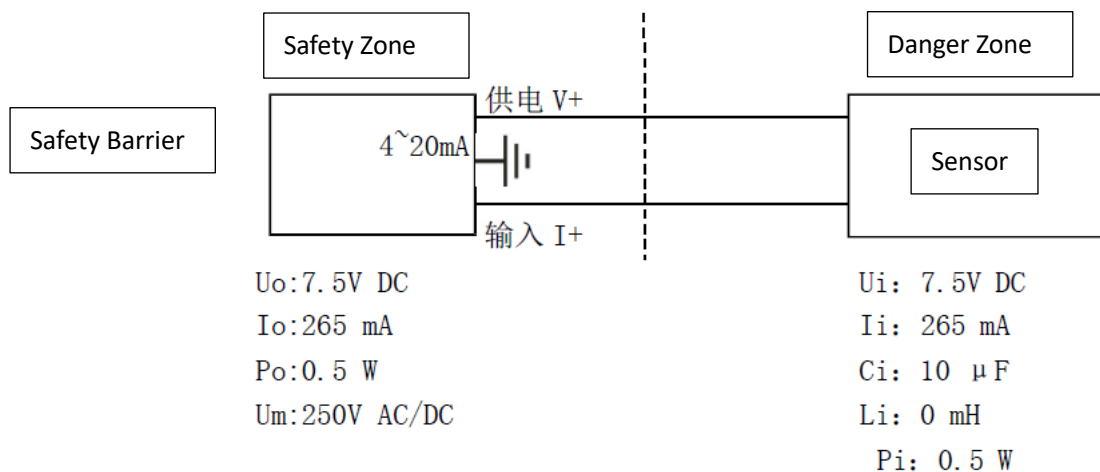 Safety Zone
Danger Zone
Safety Barrier
供电 V+
4~20mA
Sensor
输入 I+
Uo:7.5V DC
Io:265 mA
Po:0.5 W
Um:250V AC/DC
Ui: 7.5V DC
Ii: 265 mA
Ci: 10 μF
Li: 0 mH
Pi: 0.5 W